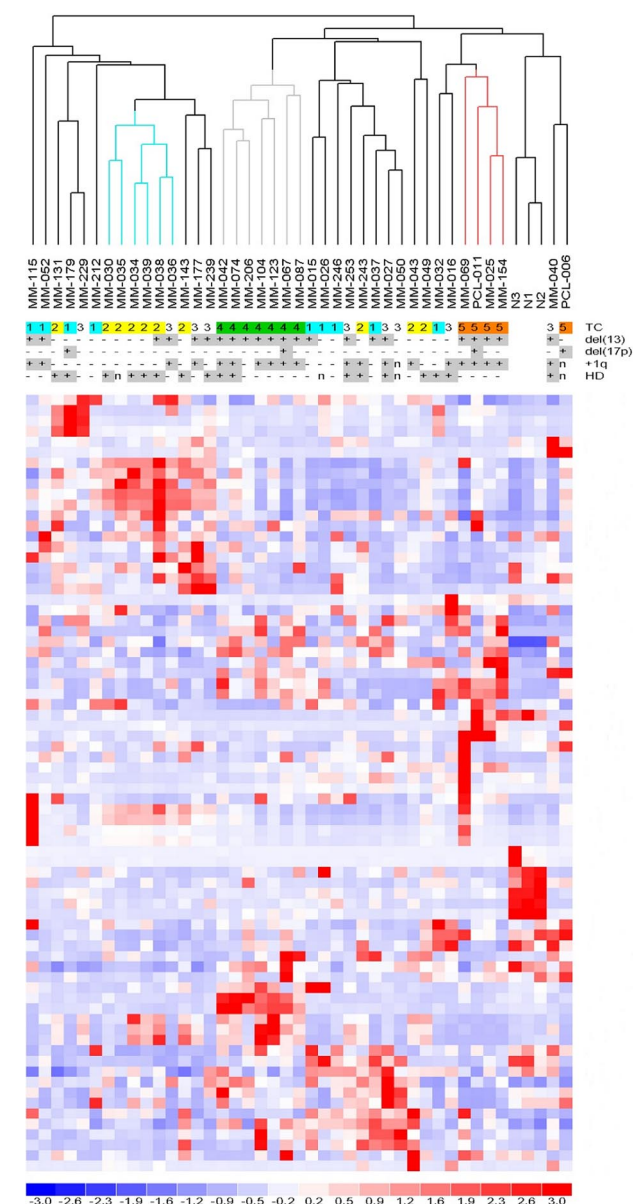 MM-115 MM-052 MM-131 MM-179 MM-229 MM-212 MM-030 MM-035 MM-034 MM-039 MM-038 MM-036 MM-143 MM-177 MM-239 MM-042 MM-074 MM-206 MM-104 MM-123 MM-067 MM-087 MM-015 MM-026 MM-246 MM-253 MM-243 MM-037 MM-027 MM-050 MM-043 MM-049 MM-032 MM-016 MM-069 PCL-011 MM-025 MM-154 N3 N1 N2 MM-040 PCL-006
1 1 2 1 3 1 2 2 2 2 2 3 2 3 3 4 4 4 4 4 4 4 1 1 1 3 2 1 3 3 2 2 1 3 5 5 5 5 3 5 TC
del(13)
del(17p)
+1q
HD
-3.0 -2.6 -2.3 -1.9 -1.6 -1.2 -0.9 -0.5 -0.2 0.2 0.5 0.9 1.2 1.6 1.9 2.3 2.6 3.0